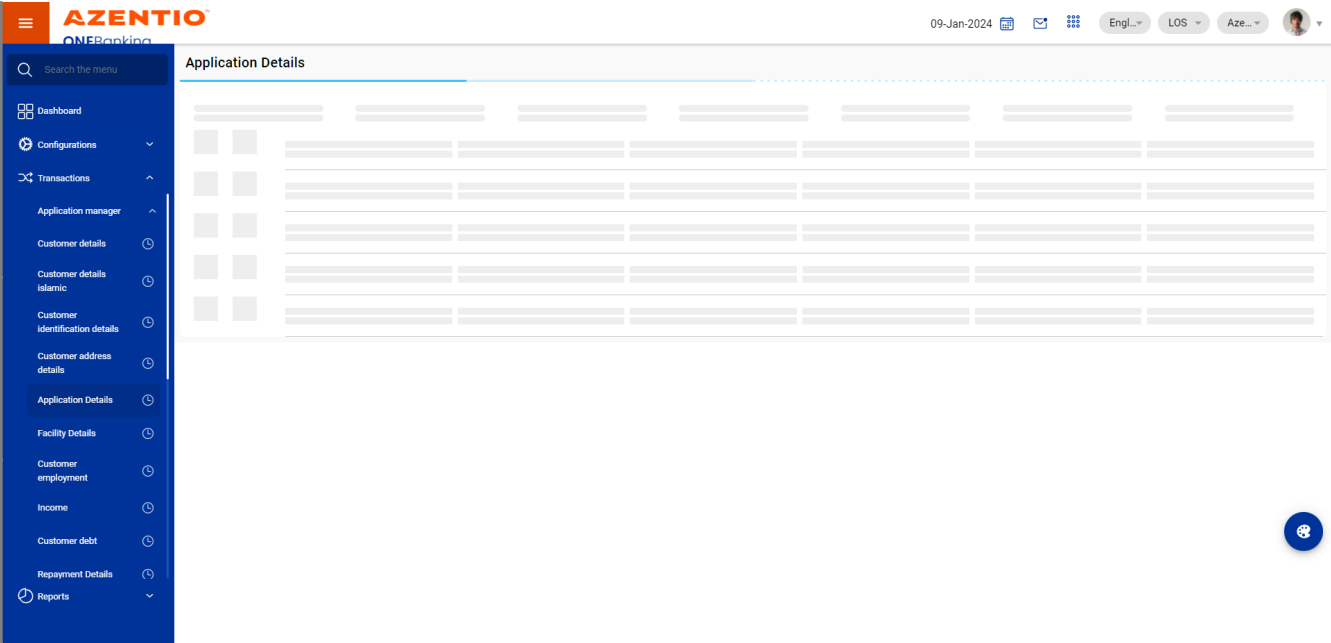 AZENTIO™
ONEBanking
09-Jan-2024
Engl...
LOS
Aze...
Search the menu
Application Details
Dashboard
Configurations
Transactions
Application manager
Customer details
Customer details
islamic
Customer
identification details
Customer address
details
Application Details
Facility Details
Customer
employment
Income
Customer debt
Repayment Details
Reports